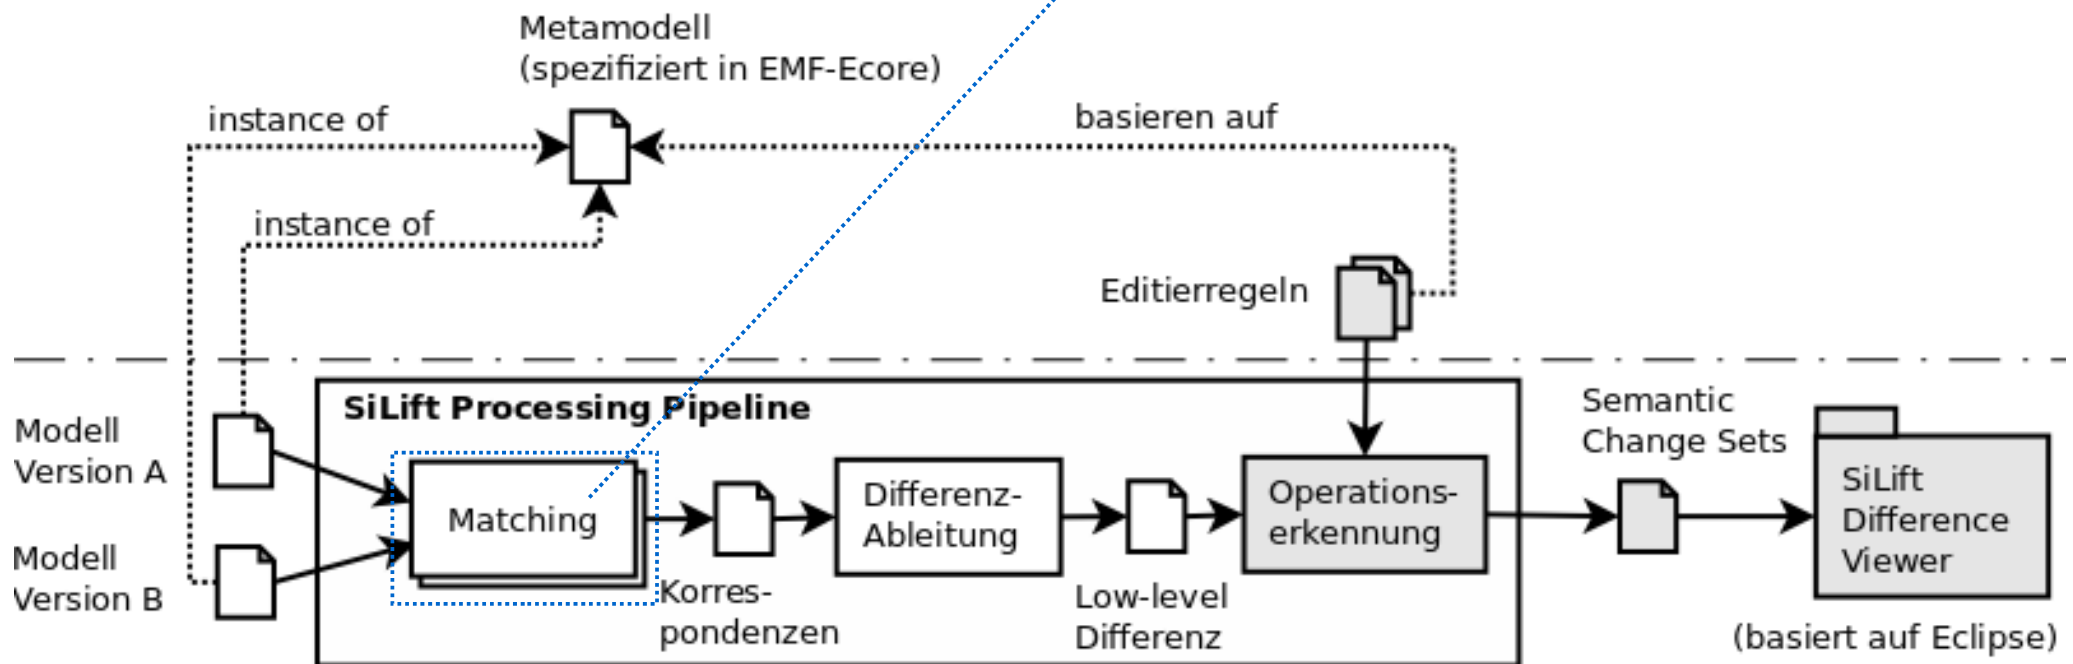 Metamodell
(spezifiziert in EMF-Ecore)
instance of
basieren auf
instance of
Editierregeln
SiLift Processing Pipeline
Modell
Version A
Modell
Version B
Matching
Korres-
pondenzen
Differenz-
Ableitung
Low-level
Differenz
Operations-
erkennung
Semantic
Change Sets
SiLift
Difference
Viewer
(basiert auf Eclipse)